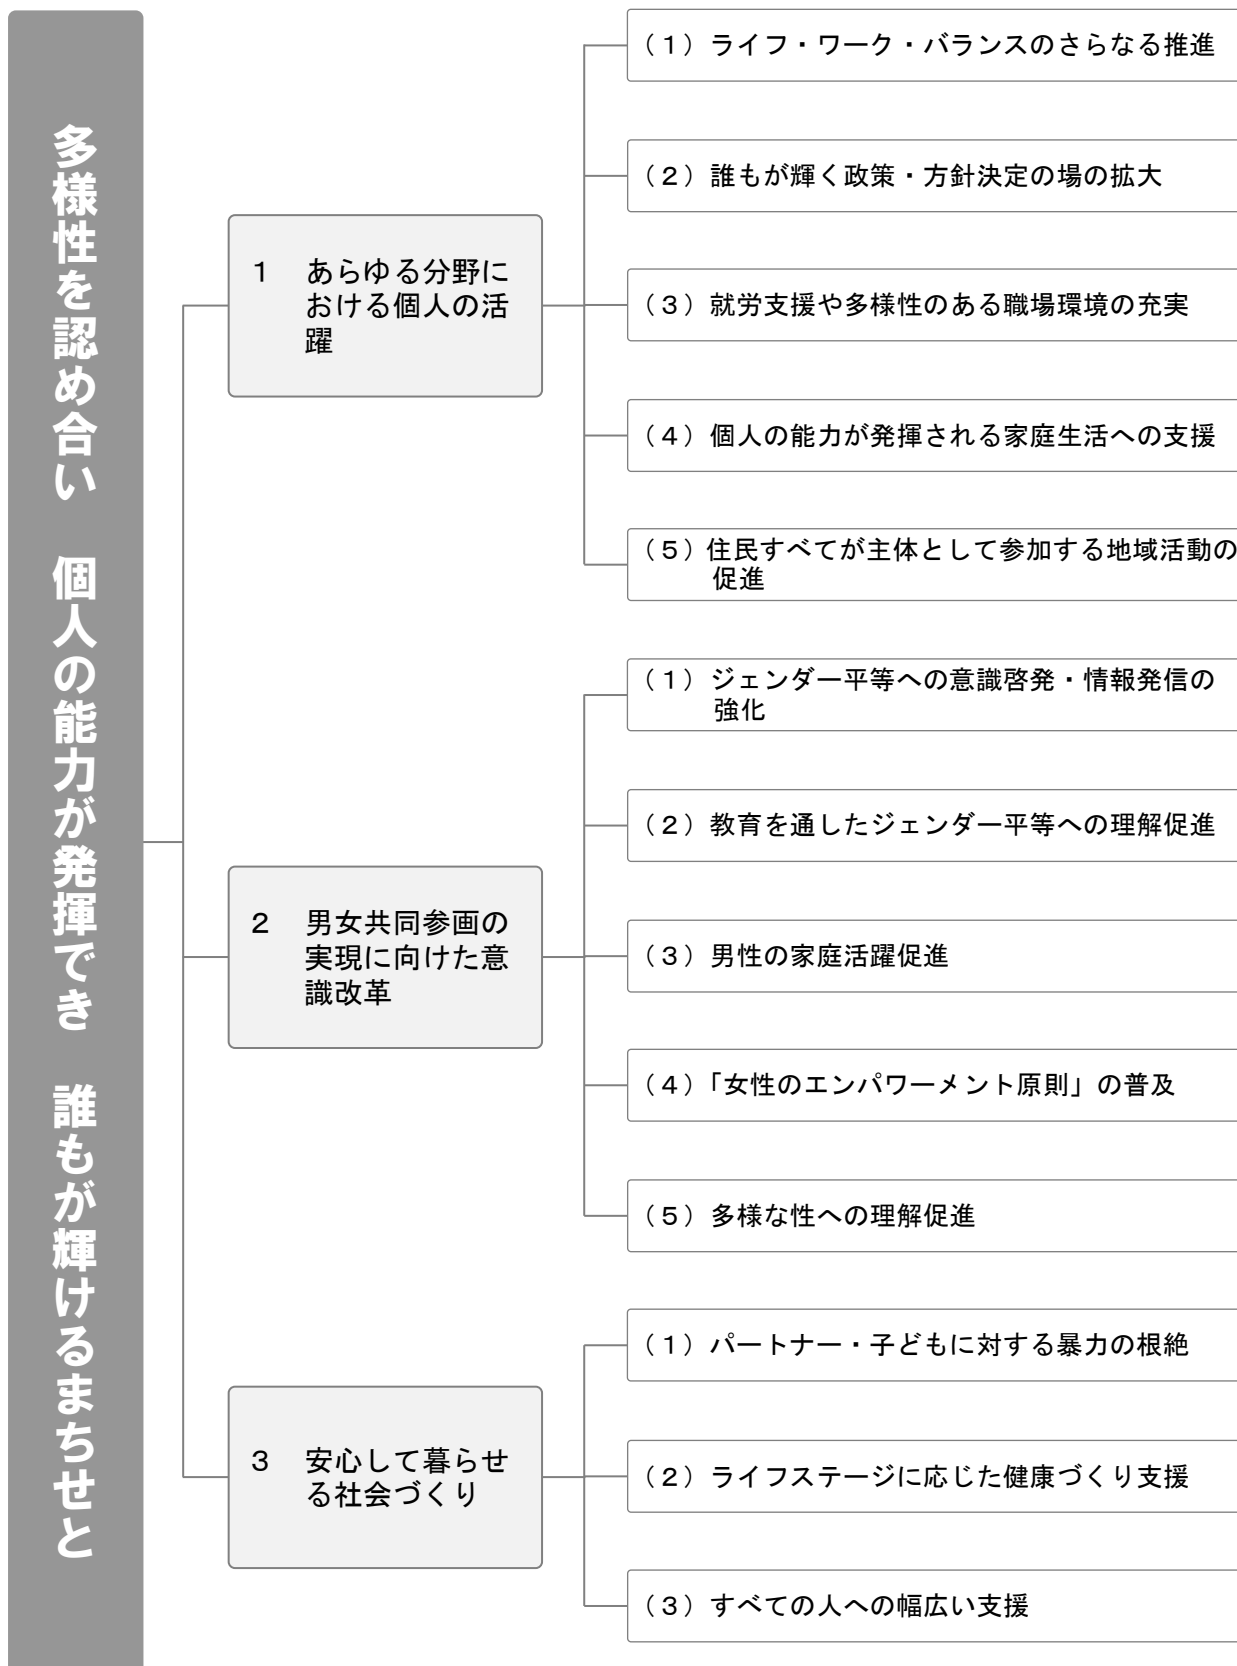 多様性を認め合い　個人の能力が発揮でき　誰もが輝けるまちせと
1　あらゆる分野に
おける個人の活
躍
（1）ライフ・ワーク・バランスのさらなる推進
（2）誰もが輝く政策・方針決定の場の拡大
（3）就労支援や多様性のある職場環境の充実
（4）個人の能力が発揮される家庭生活への支援
（5）住民すべてが主体として参加する地域活動の
促進
2　男女共同参画の
実現に向けた意
識改革
（1）ジェンダー平等への意識啓発・情報発信の
強化
（2）教育を通したジェンダー平等への理解促進
（3）男性の家庭活躍促進
（4）「女性のエンパワーメント原則」の普及
（5）多様な性への理解促進
3　安心して暮らせ
る社会づくり
（1）パートナー・子どもに対する暴力の根絶
（2）ライフステージに応じた健康づくり支援
（3）すべての人への幅広い支援